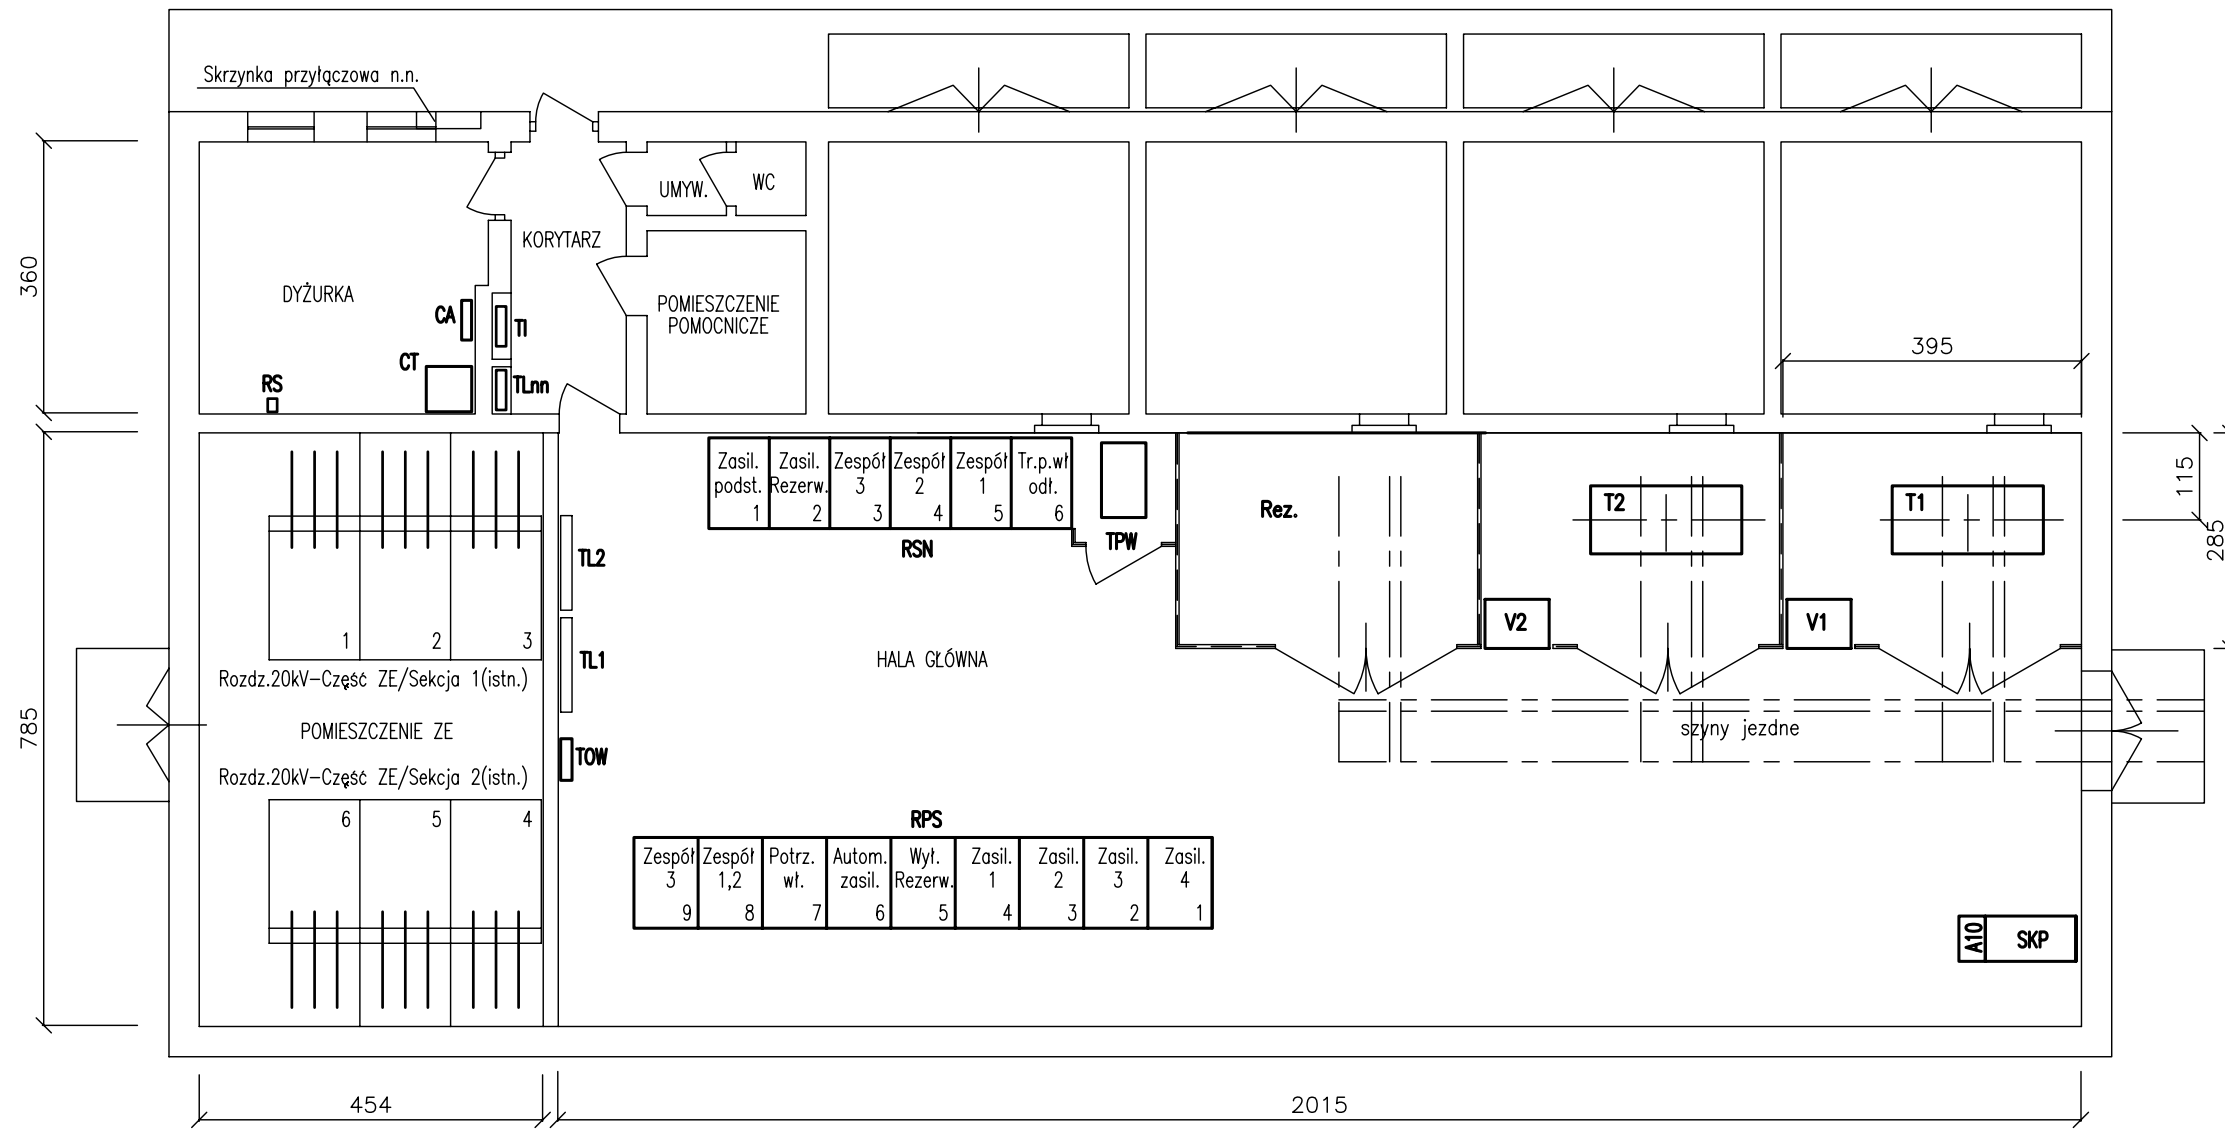 Skrzynka przyłączowa n.n.
360
DYŻURKA
CA
CT
RS
TI
TLnn
KORYTARZ
UMYW.
WC
POMIESZCZENIE
POMOCNICZE
395
115
285
785
1
2
3
Rozdz.20kV-Część ZE/Sekcja 1(istn.)
POMIESZCZENIE ZE
Rozdz.20kV-Część ZE/Sekcja 2(istn.)
6
5
4
TL2
TL1
TOW
Zasil.
podst.
1
Zasil.
Rezerw.
2
Zespół
3
3
Zespół
2
4
Zespół
1
5
Tr.p.wł
odł.
6
RSN
TPW
HALA GŁÓWNA
Rez.
T2
V2
T1
V1
szyny jezdne
RPS
Zespół
3
9
Zespół
1,2
8
Potrz.
wł.
7
Autom.
zasil.
6
Wył.
Rezerw.
5
Zasil.
1
4
Zasil.
2
3
Zasil.
3
2
Zasil.
4
1
A10
SKP
454
2015